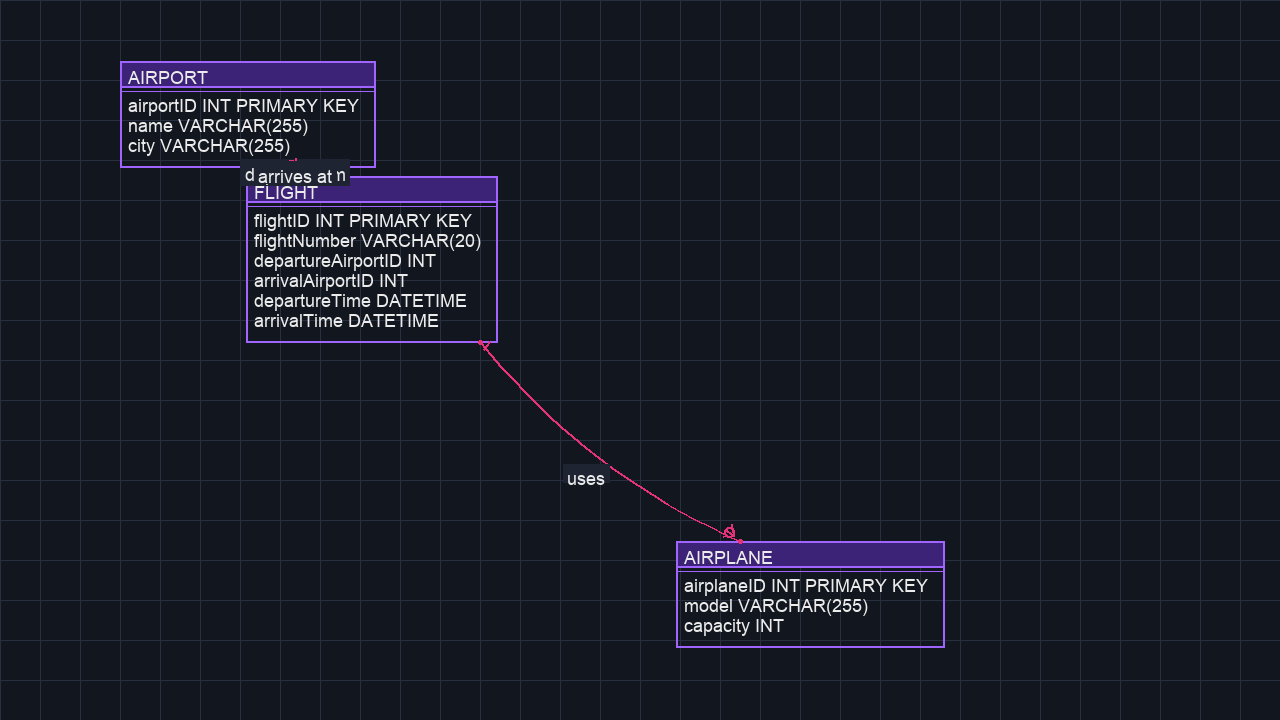 AIRPORT
airportID INT PRIMARY KEY
name VARCHAR(255)
city VARCHAR(255)
arrives at
FLIGHT
flightID INT PRIMARY KEY
flightNumber VARCHAR(20)
departureAirportID INT
arrivalAirportID INT
departureTime DATETIME
arrivalTime DATETIME
uses
AIRPLANE
airplaneID INT PRIMARY KEY
model VARCHAR(255)
capacity INT